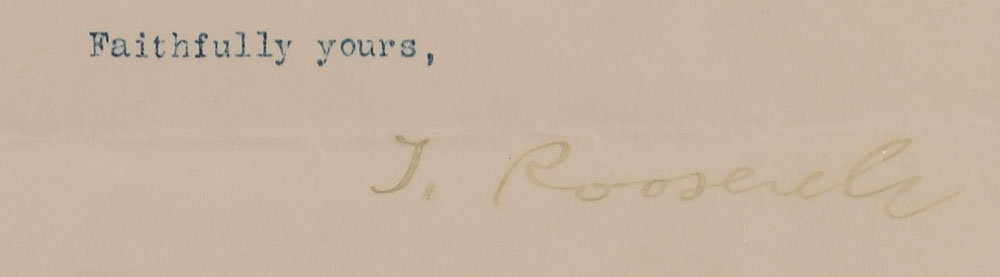 Faithfully yours,
T. Roosevelt